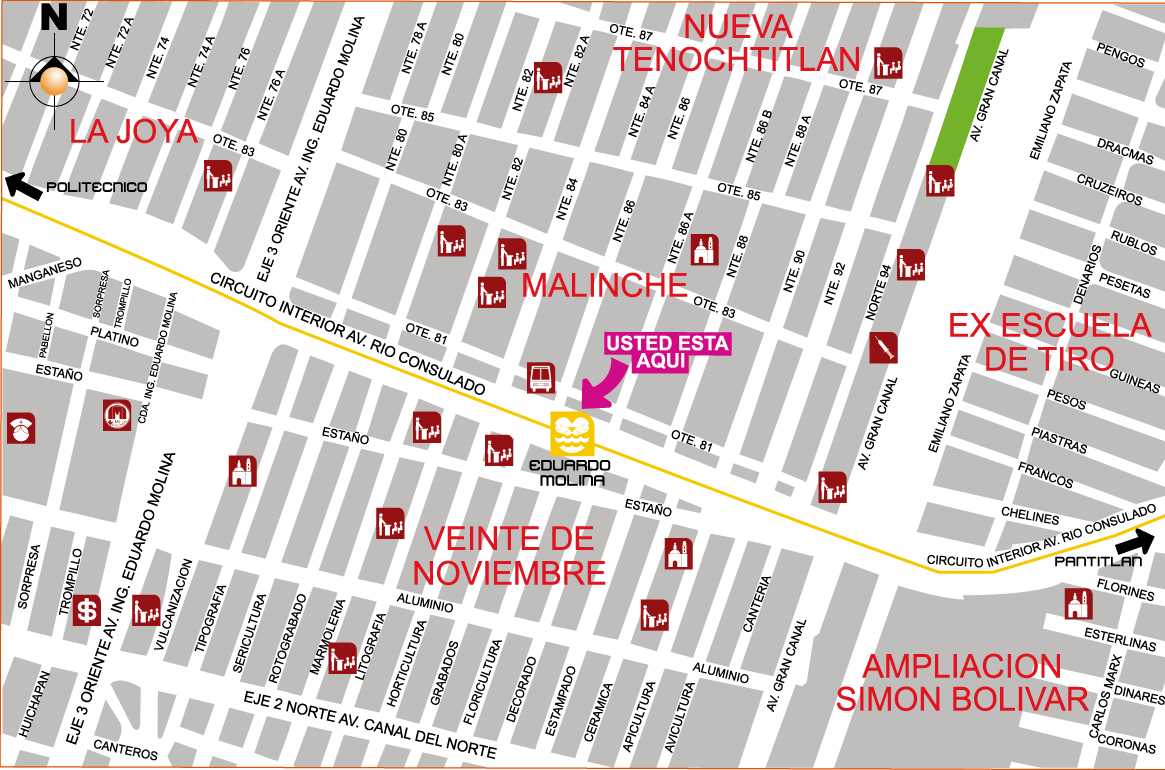 N
NTE. 72
NTE. 72 A
NTE. 74
NTE. 74 A
NTE. 76
NTE. 76 A
EJE 3 ORIENTE AV. ING. EDUARDO MOLINA
NTE. 78 A
NTE. 80
NTE. 82
NTE. 82 A
OTE. 87
NUEVA
TENOCHTITLAN
OTE. 87
NTE. 84 A
NTE. 86
NTE. 86 B
NTE. 88 A
AV. GRAN CANAL
EMILIANO ZAPATA
PENGOS
DRACMAS
CRUZEIROS
RUBLOS
PESETAS
DENARIOS
LA JOYA
OTE. 83
OTE. 85
NTE. 80
NTE. 80 A
NTE. 82
NTE. 84
NTE. 86
NTE. 86 A
NTE. 88
NTE. 90
NTE. 92
NORTE 94
OTE. 85
OTE. 83
POLITECNICO
MALINCHE
OTE. 83
EX ESCUELA
DE TIRO
MANGANESO
SORPRESA
TROMPILLO
PABELLON
PLATINO
ESTAÑO
CDA. ING. EDUARDO MOLINA
CIRCUITO INTERIOR AV. RIO CONSULADO
OTE. 81
USTED ESTA
AQUI
EDUARDO
MOLINA
OTE. 81
AV. GRAN CANAL
EMILIANO ZAPATA
GUINEAS
PESOS
PIASTRAS
FRANCOS
CHELINES
CIRCUITO INTERIOR AV. RIO CONSULADO
PANTITLAN
ESTAÑO
ESTAÑO
VEINTE DE
NOVIEMBRE
SORPRESA
TROMPILLO
$
EJE 3 ORIENTE AV. ING. EDUARDO MOLINA
VULCANIZACION
TIPOGRAFIA
SERICULTURA
ROTOGRABADO
MARMOLERIA
LITOGRAFIA
HORTICULTURA
GRABADOS
FLORICULTURA
DECORADO
ESTAMPADO
CERAMICA
APICULTURA
AVICULTURA
ALUMINIO
ALUMINIO
CANTERIA
AV. GRAN CANAL
FLORINES
ESTERLINAS
CARLOS MARX
DINARES
CORONAS
AMPLIACION
SIMON BOLIVAR
HUICHAPAN
CANTEROS
EJE 2 NORTE AV. CANAL DEL NORTE